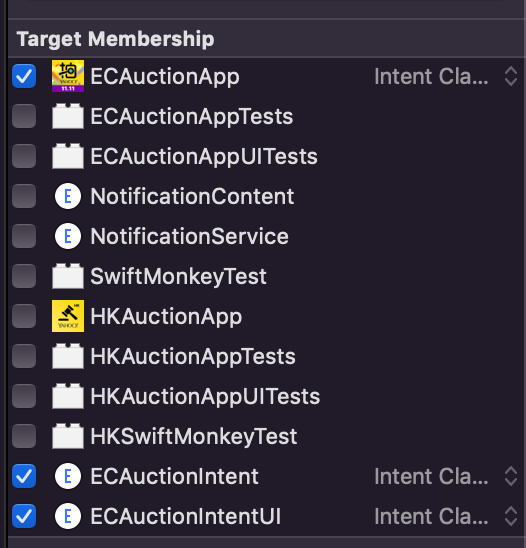 Target Membership
ECAuctionApp Intent Cla...
ECAuctionAppTests
ECAuctionAppUITests
NotificationContent
NotificationService
SwiftMonkeyTest
HKAuctionApp
HKAuctionAppTests
HKAuctionAppUITests
HKSwiftMonkeyTest
ECAuctionIntent Intent Cla...
ECAuctionIntentUI Intent Cla...